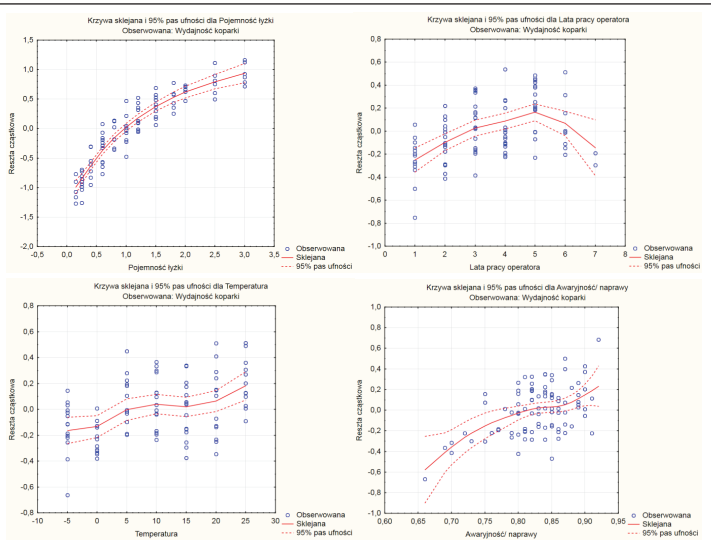 Krzywa sklejana i 95% pas ufności dla Pojemność łyżki
Obserwowana: Wydajność koparki
1,5
1,0
0,5
0,0
-0,5
-1,0
-1,5
-2,0
Reszta cząstkowa
-0,5 0,0 0,5 1,0 1,5 2,0 2,5 3,0 3,5
Pojemność łyżki
Obserwowana
Sklejana
95% pas ufności
Krzywa sklejana i 95% pas ufności dla Lata pracy operatora
Obserwowana: Wydajność koparki
0,8
0,6
0,4
0,2
0,0
-0,2
-0,4
-0,6
-0,8
-1,0
Reszta cząstkowa
0 1 2 3 4 5 6 7 8
Lata pracy operatora
Obserwowana
Sklejana
95% pas ufności
Krzywa sklejana i 95% pas ufności dla Temperatura
Obserwowana: Wydajność koparki
0,8
0,6
0,4
0,2
0,0
-0,2
-0,4
-0,6
-0,8
Reszta cząstkowa
-10 -5 0 5 10 15 20 25 30
Temperatura
Obserwowana
Sklejana
95% pas ufności
Krzywa sklejana i 95% pas ufności dla Awaryjność/ naprawy
Obserwowana: Wydajność koparki
1,0
0,8
0,6
0,4
0,2
0,0
-0,2
-0,4
-0,6
-0,8
-1,0
Reszta cząstkowa
0,60 0,65 0,70 0,75 0,80 0,85 0,90 0,95
Awaryjność/ naprawy
Obserwowana
Sklejana
95% pas ufności